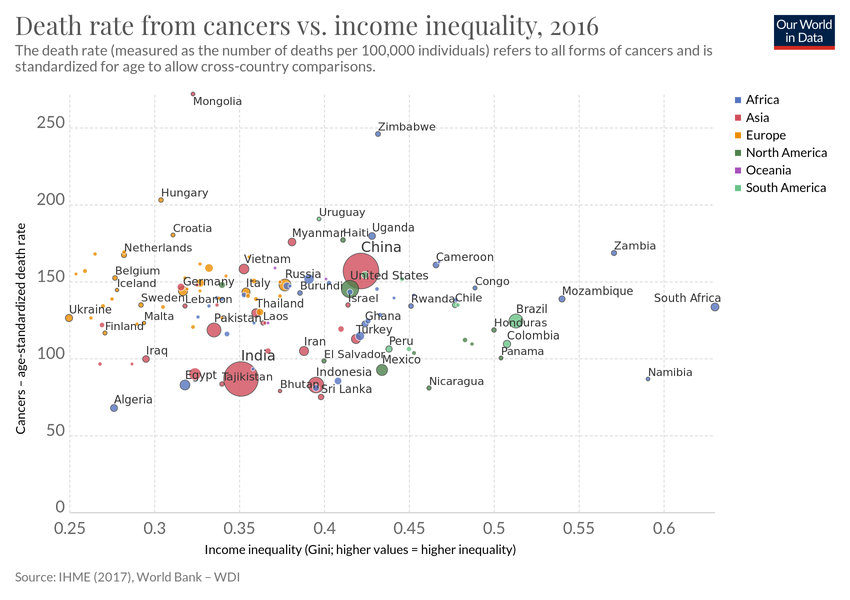 Death rate from cancers vs. income inequality, 2016
Our World
in Data
The death rate (measured as the number of deaths per 100,000 individuals) refers to all forms of cancers and is
standardized for age to allow cross-country comparisons.
Africa
Asia
Europe
North America
Oceania
South America
Cancers – age-standardized death rate
250
200
150
100
50
0
Mongolia
Zimbabwe
Hungary
Uruguay
Croatia
Myanmar
Haiti
Uganda
China
Zambia
Netherlands
Vietnam
Cameroon
Belgium
Germany
Russia
United States
Iceland
Italy
Burundi
Congo
Sweden
Lebanon
Israel
Rwanda
Chile
Mozambique
South Africa
Thailand
Ukraine
Malta
Pakistan
Laos
Ghana
Brazil
Finland
Turkey
Honduras
Iraq
Iran
Peru
Colombia
India
El Salvador
Mexico
Panama
Egypt
Tajikistan
Indonesia
Bhutan
Sri Lanka
Nicaragua
Namibia
Algeria
0.25
0.3
0.35
0.4
0.45
0.5
0.55
0.6
Income inequality (Gini; higher values = higher inequality)
Source: IHME (2017), World Bank – WDI